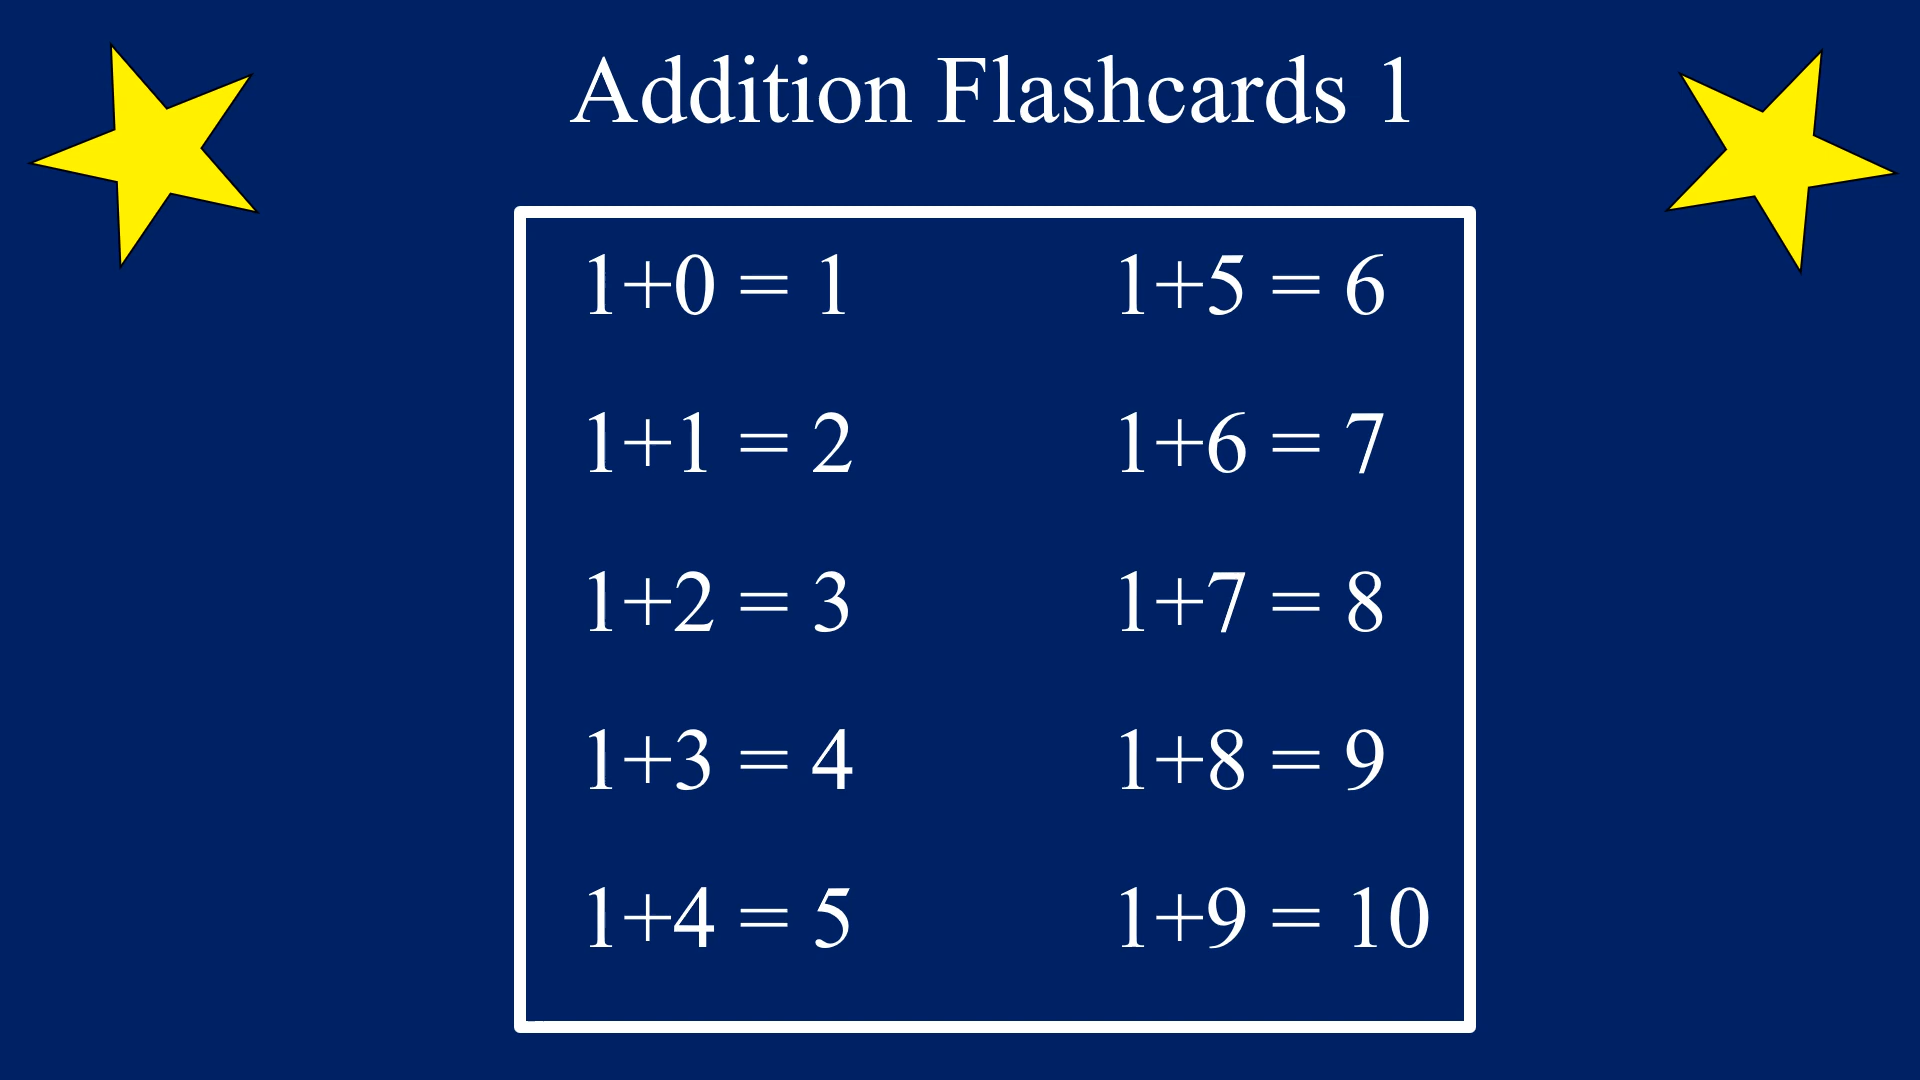 Addition Flashcards 1
1+0 = 1
1+1 = 2
1+2 = 3
1+3 = 4
1+4 = 5
1+5 = 6
1+6 = 7
1+7 = 8
1+8 = 9
1+9 = 10